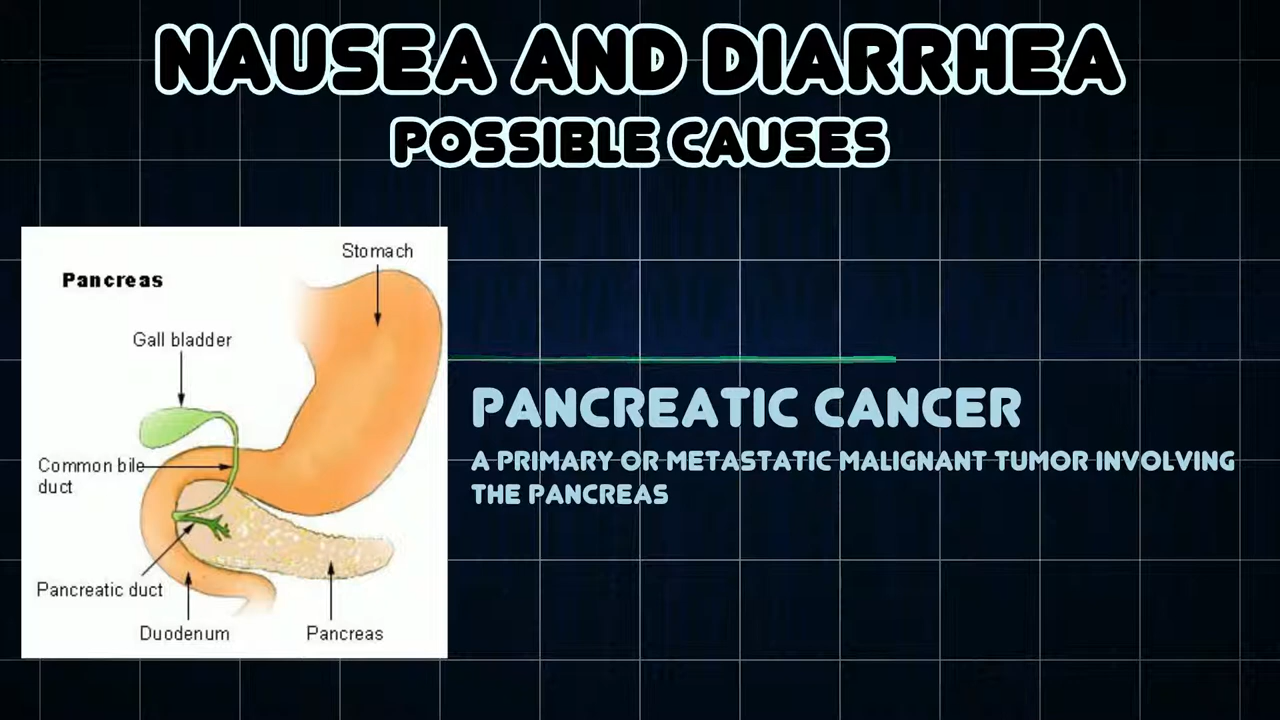 NAUSEA AND DIARRHEA
POSSIBLE CAUSES
Stomach
Pancreas
Gall bladder
Common bile
duct
Pancreatic duct
Duodenum
Pancreas
PANCREATIC CANCER
A PRIMARY OR METASTATIC MALIGNANT TUMOR INVOLVING
THE PANCREAS